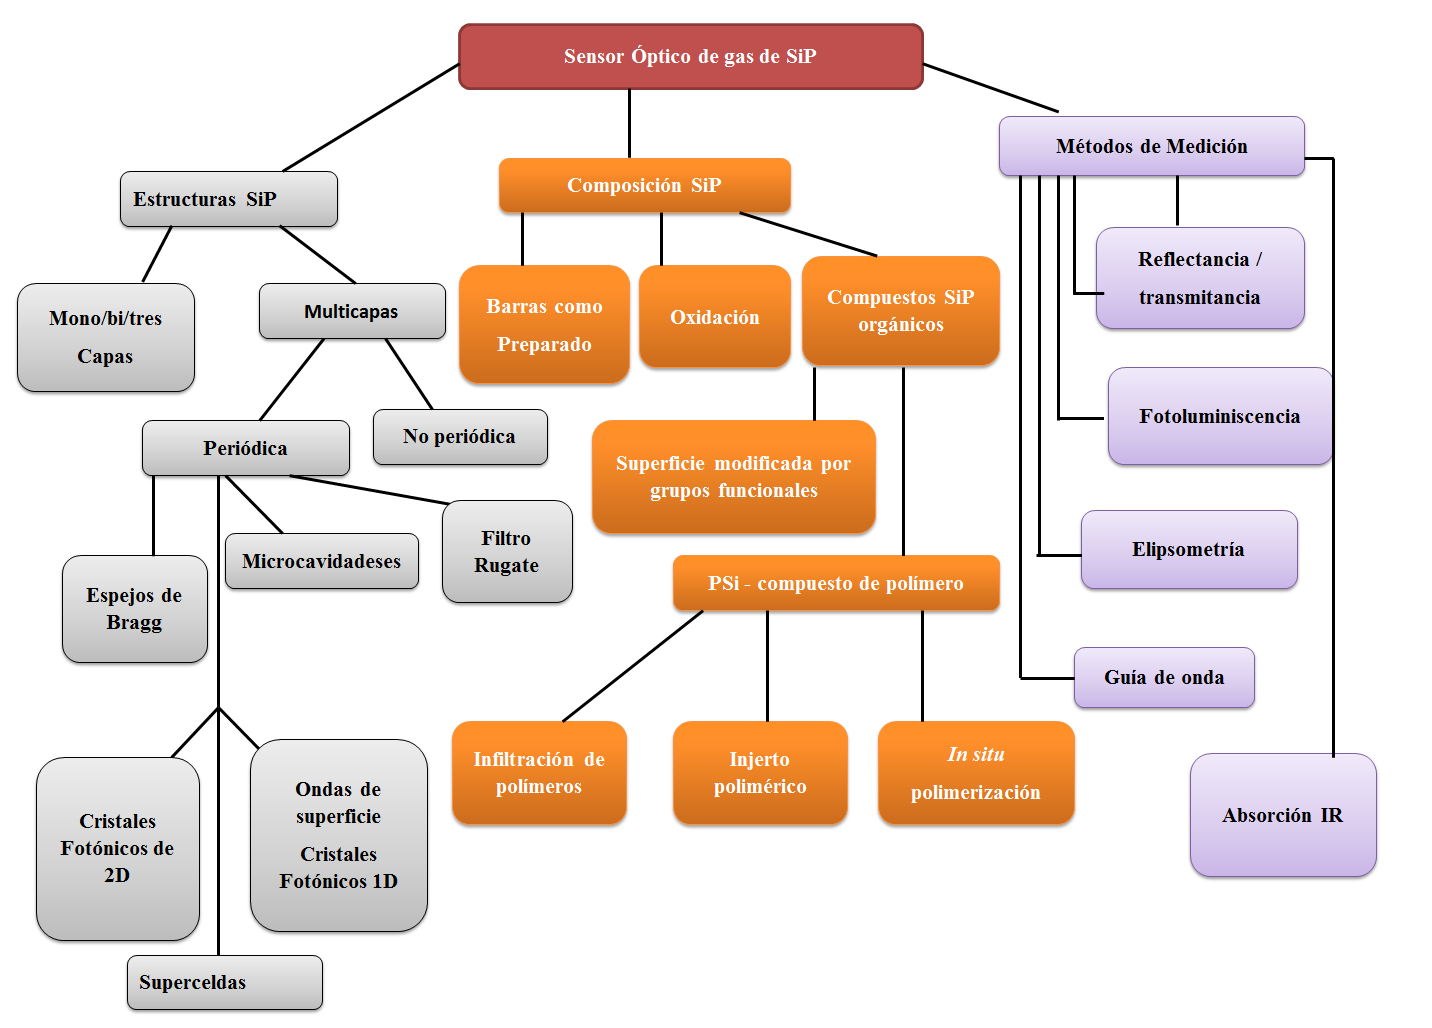 Sensor Óptico de gas de SiP
Estructuras SiP
Mono/bi/tres
Capas
Multicapas
Periódica
No periódica
Espejos de
Bragg
Microcavidadeses
Filtro
Rugate
Cristales
Fotónicos de
2D
Ondas de
superficie
Cristales
Fotónicos 1D
Superceldas
Composición SiP
Barras como
Preparado
Oxidación
Compuestos SiP
orgánicos
Superficie modificada por
grupos funcionales
PSi - compuesto de polímero
Infiltración de
polímeros
Injerto
polimérico
In situ
polimerización
Métodos de Medición
Reflectancia /
transmitancia
Fotoluminiscencia
Elipsometría
Guía de onda
Absorción IR